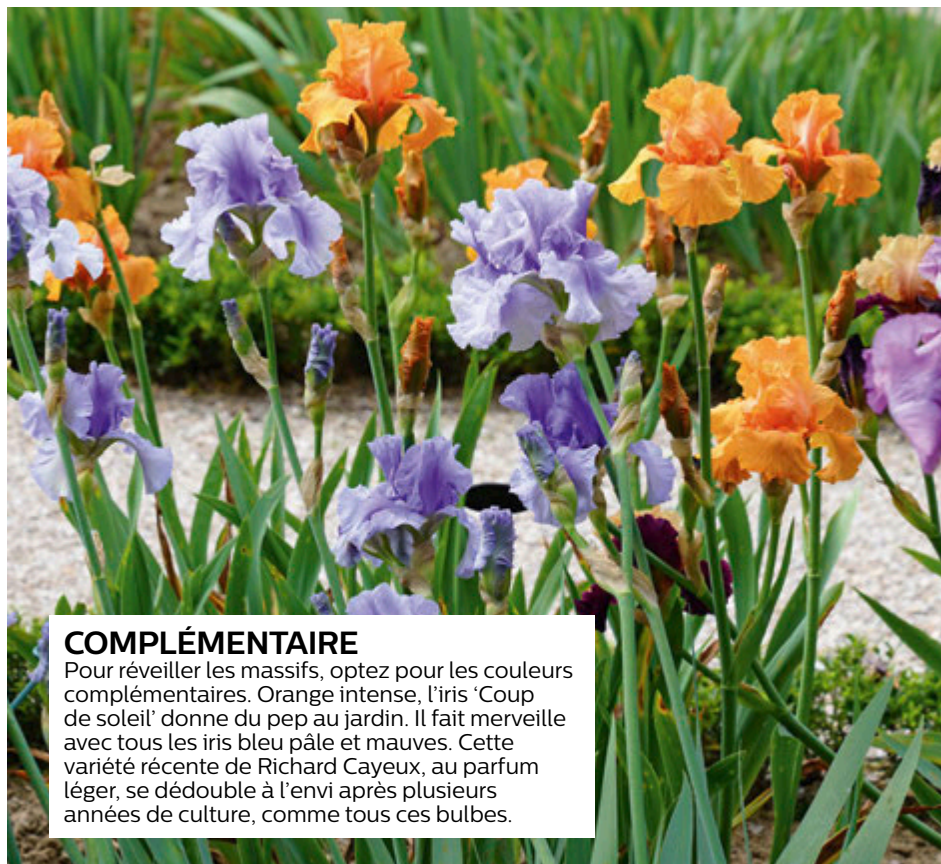 COMPLÉMENTAIRE
Pour réveiller les massifs, optez pour les couleurs
complémentaires. Orange intense, l’iris ‘Coup
de soleil’ donne du pep au jardin. Il fait merveille
avec tous les iris bleu pâle et mauves. Cette
variété récente de Richard Cayeux, au parfum
léger, se dédouble à l’envi après plusieurs
années de culture, comme tous ces bulbes.